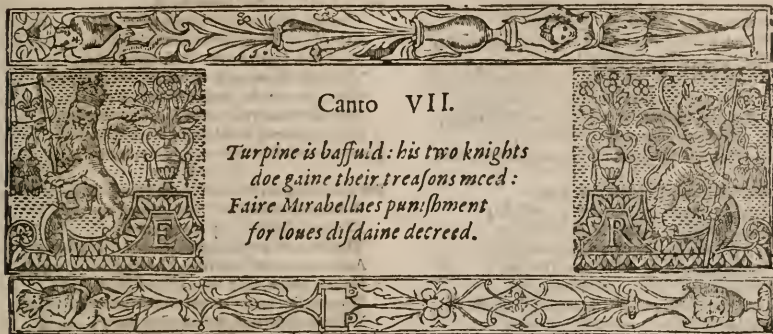 Canto VII.
Turpine is baffuld : his two knights
doe gaine their treaſons meed :
Faire Mirabellaes puniſhment
for loues diſdaine decreed.
E
R